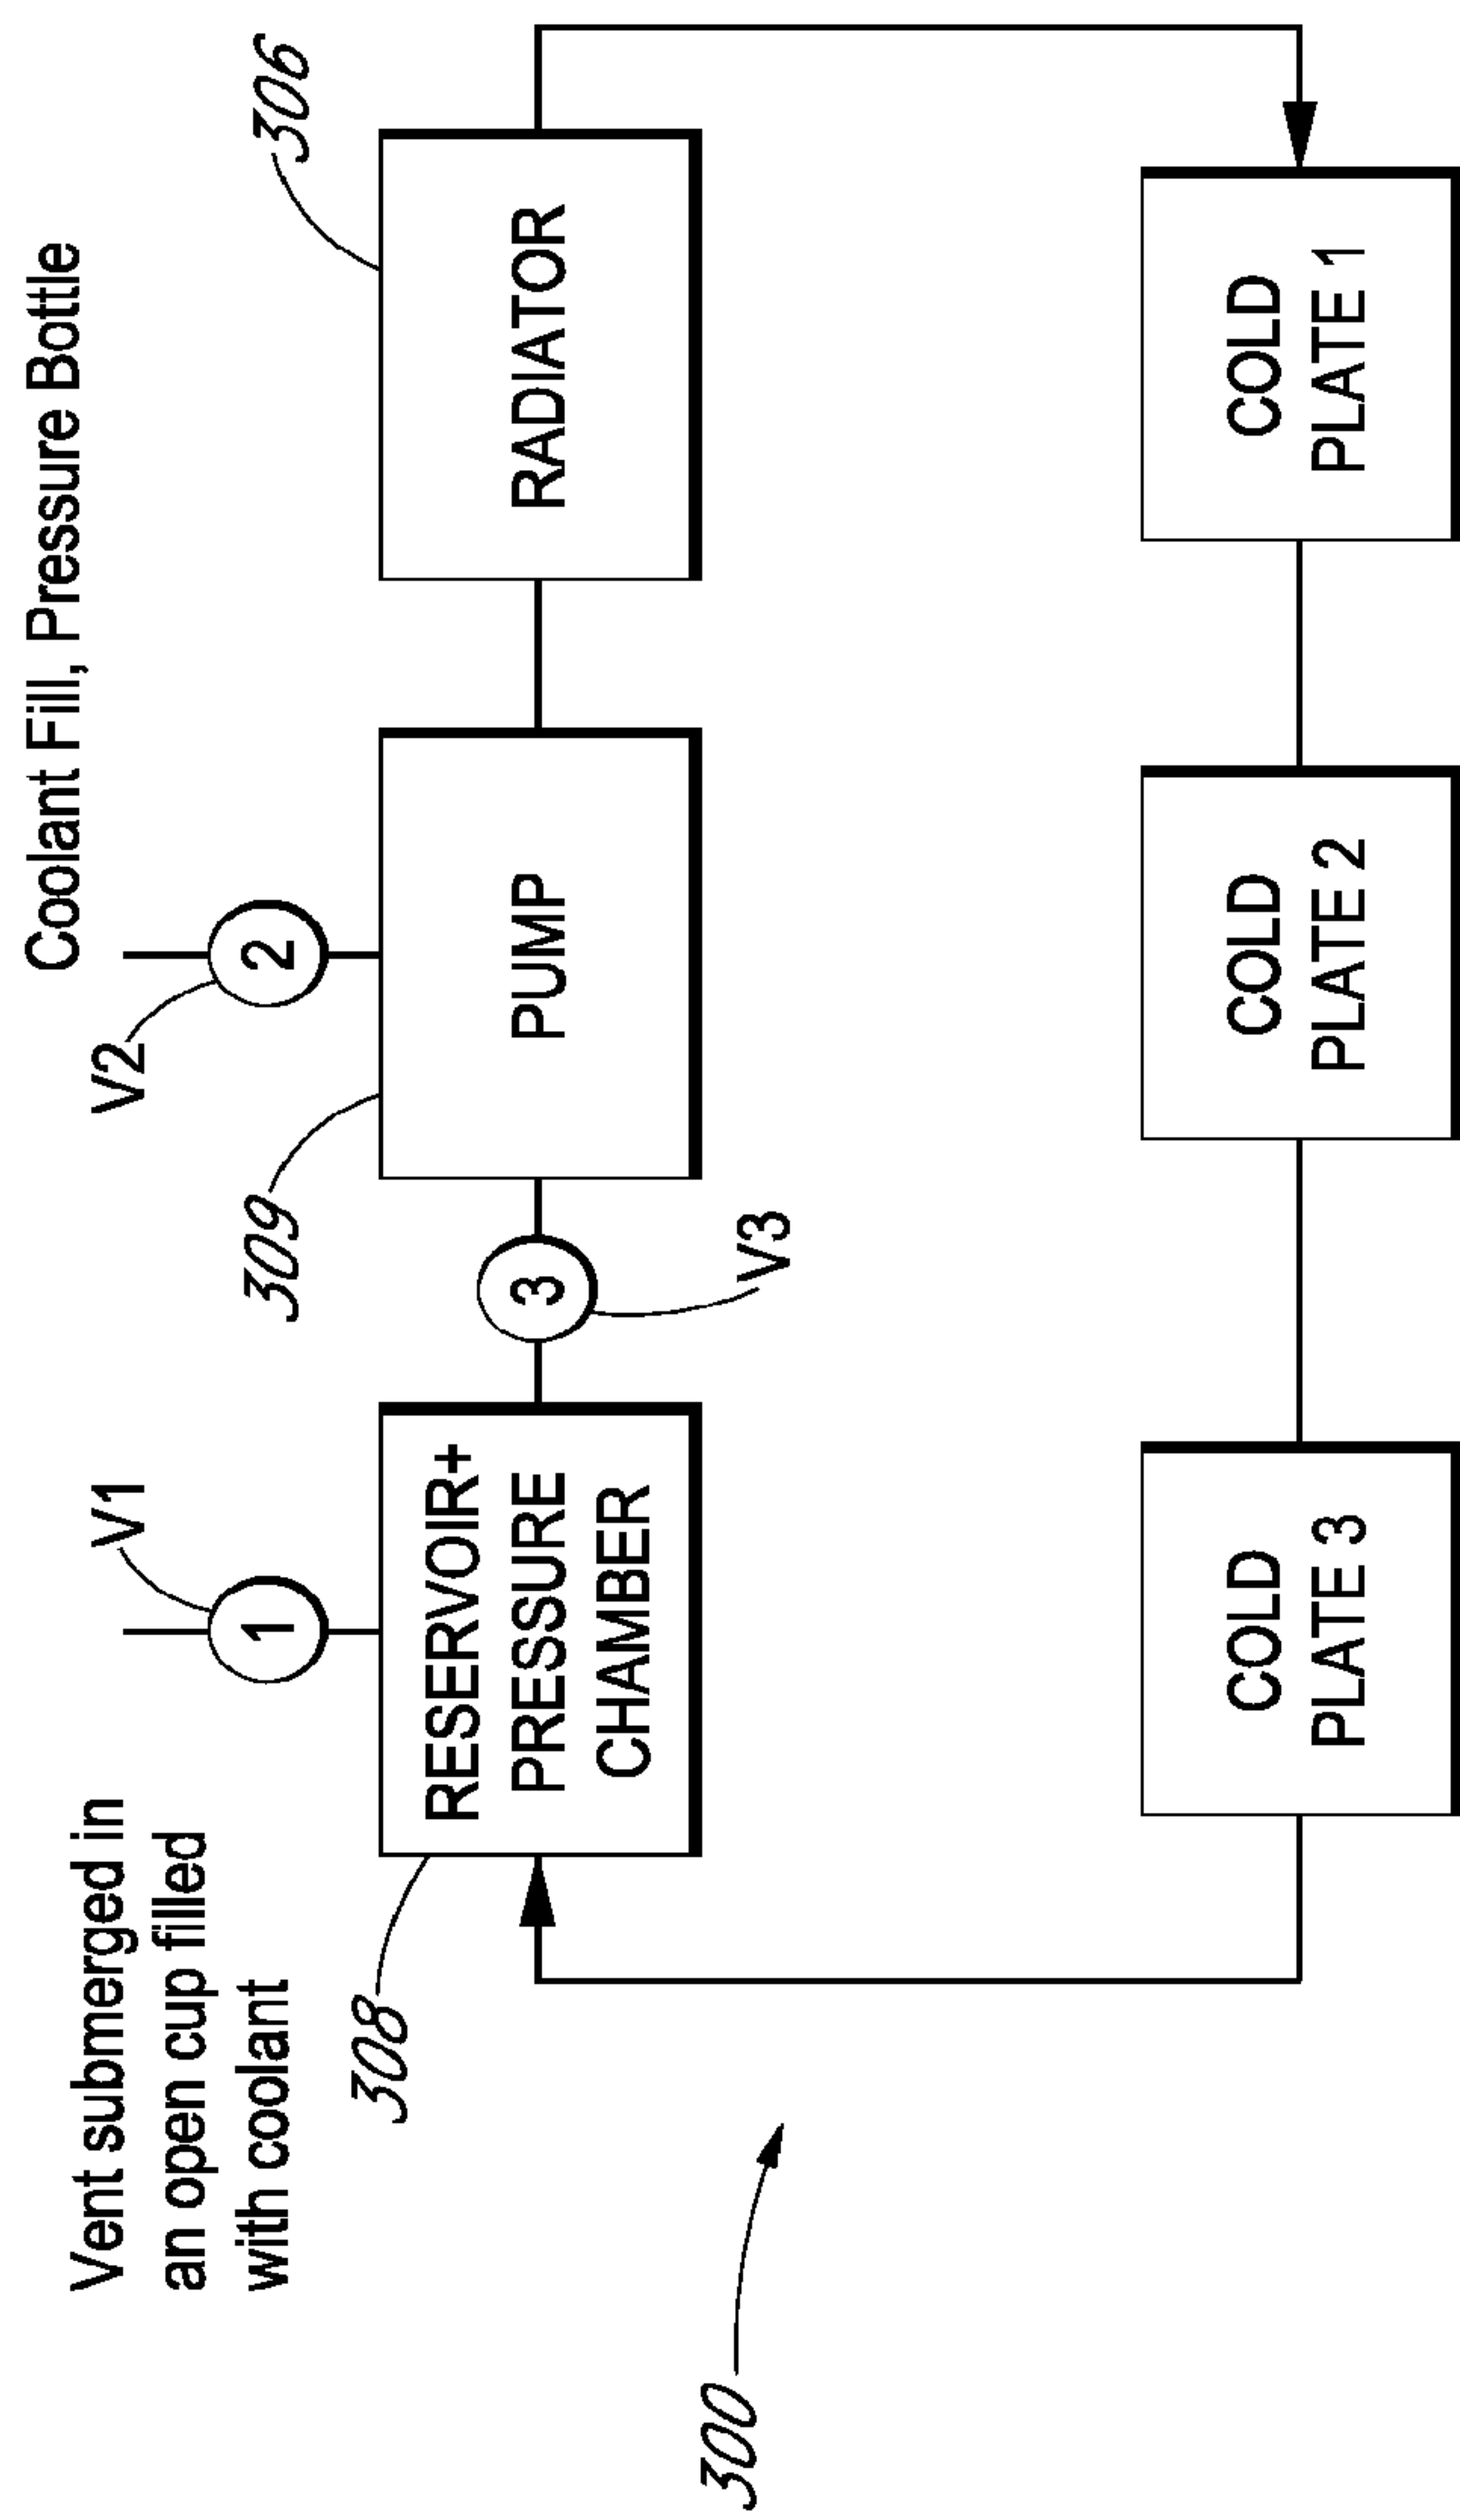 Coolant Fill, Pressure Bottle
Vent submerged in
an open cup filled
with coolant
V1
V2
1
2
308
309
306
RESERVOIR+
PRESSURE
CHAMBER
3
V3
PUMP
RADIATOR
300
COLD
PLATE 3
COLD
PLATE 2
COLD
PLATE 1